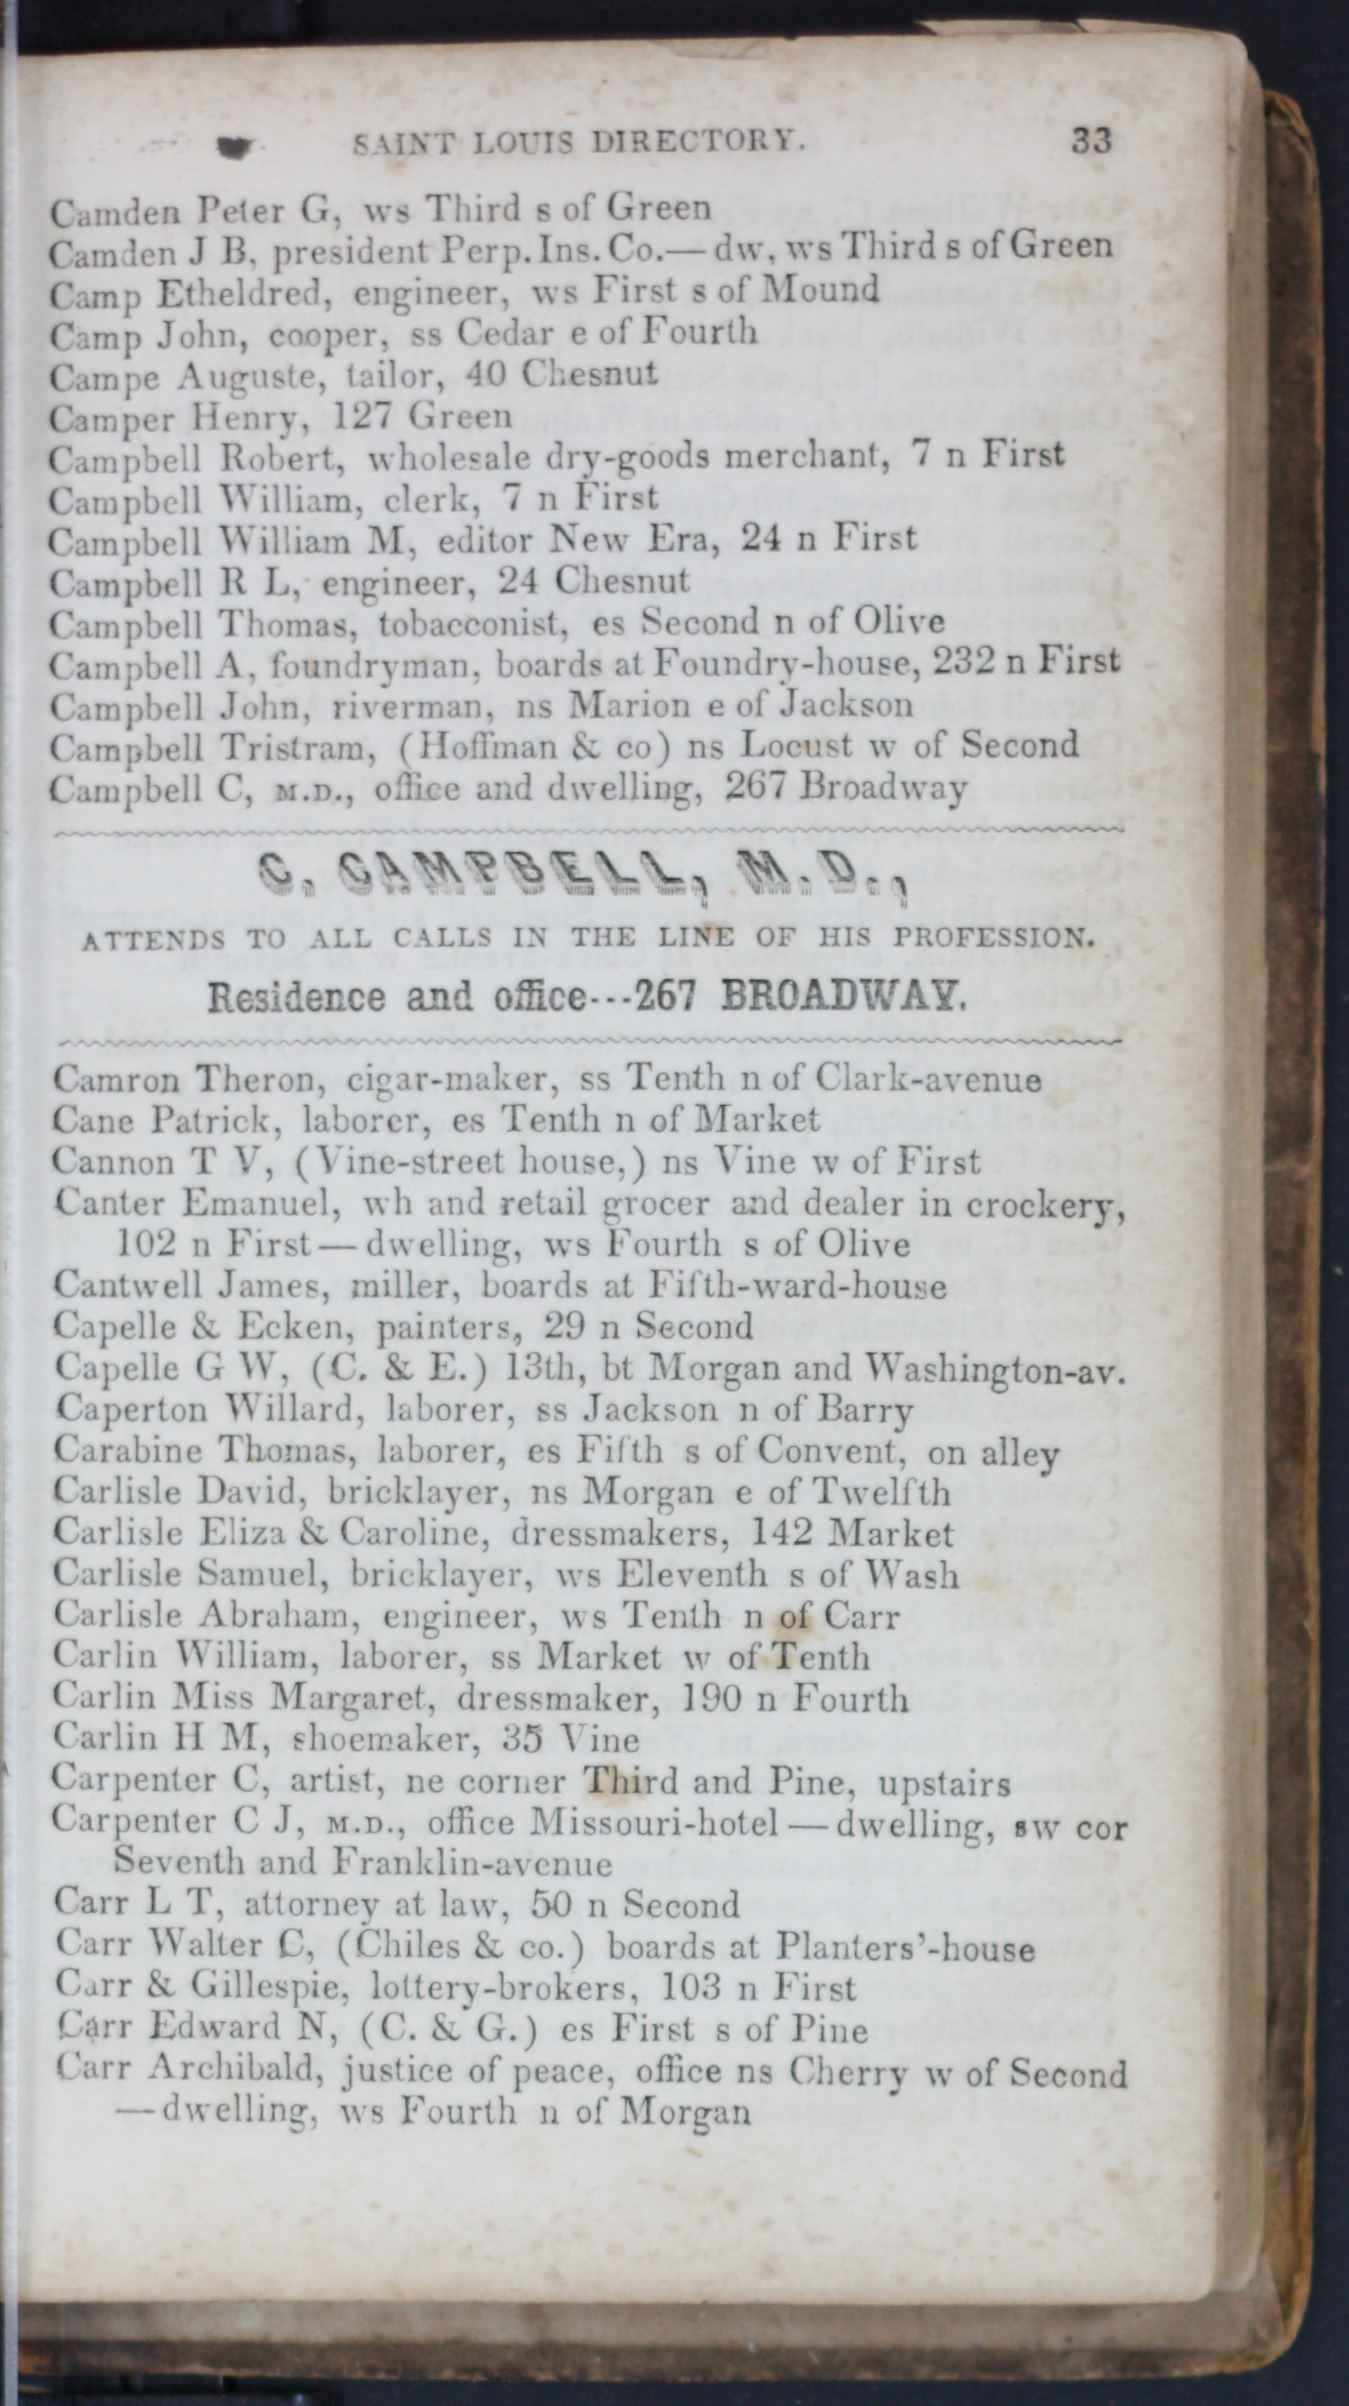 SAINT LOUIS DIRECTORY. 33
Camden Peter G, ws Third s of Green
Camden J B, president Perp. Ins. Co.—dw, ws Third s of Green
Camp Etheldred, engineer, ws First s of Mound
Camp John, cooper, ss Cedar e of Fourth
Campe Auguste, tailor, 40 Chesnut
Camper Henry, 127 Green
Campbell Robert, wholesale dry-goods merchant, 7 n First
Campbell William, clerk, 7 n First
Campbell William M, editor New Era, 24 n First
Campbell R L, engineer, 24 Chesnut
Campbell Thomas, tobacconist, es Second n of Olive
Campbell A, foundryman, boards at Foundry-house, 232 n First
Campbell John, riverman, ns Marion e of Jackson
Campbell Tristram, (Hoffman & co) ns Locust w of Second
Campbell C, M.D., office and dwelling, 267 Broadway
C. CAMPBELL, M. D.,
ATTENDS TO ALL CALLS IN THE LINE OF HIS PROFESSION.
Residence and office---267 BROADWAY.
Camron Theron, cigar-maker, ss Tenth n of Clark-avenue
Cane Patrick, laborer, es Tenth n of Market
Cannon T V, (Vine-street house,) ns Vine w of First
Canter Emanuel, wh and retail grocer and dealer in crockery,
102 n First—dwelling, ws Fourth s of Olive
Cantwell James, miller, boards at Fifth-ward-house
Capelle & Ecken, painters, 29 n Second
Capelle G W, (C. & E.) 13th, bt Morgan and Washington-av.
Caperton Willard, laborer, ss Jackson n of Barry
Carabine Thomas, laborer, es Fifth s of Convent, on alley
Carlisle David, bricklayer, ns Morgan e of Twelfth
Carlisle Eliza & Caroline, dressmakers, 142 Market
Carlisle Samuel, bricklayer, ws Eleventh s of Wash
Carlisle Abraham, engineer, ws Tenth n of Carr
Carlin William, laborer, ss Market w of Tenth
Carlin Miss Margaret, dressmaker, 190 n Fourth
Carlin H M, shoemaker, 35 Vine
Carpenter C, artist, ne corner Third and Pine, upstairs
Carpenter C J, M.D., office Missouri-hotel—dwelling, sw cor
Seventh and Franklin-avenue
Carr L T, attorney at law, 50 n Second
Carr Walter C, (Chiles & co.) boards at Planters'-house
Carr & Gillespie, lottery-brokers, 103 n First
Carr Edward N, (C. & G.) es First s of Pine
Carr Archibald, justice of peace, office ns Cherry w of Second
—dwelling, ws Fourth n of Morgan